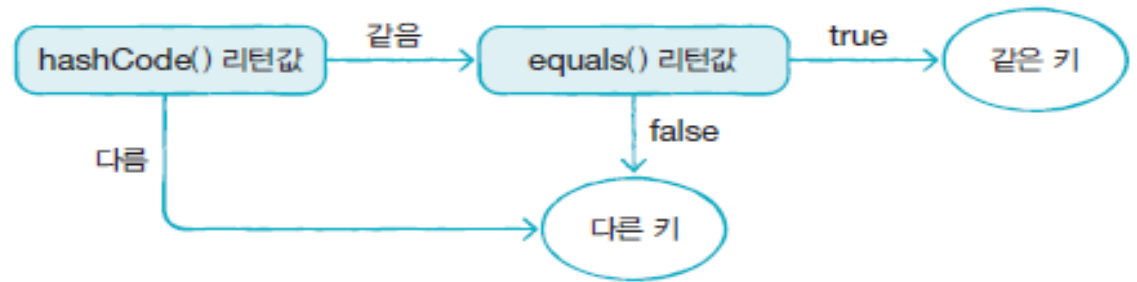 hashCode() 리턴값
같음
equals() 리턴값
true
같은 키
다름
false
다른 키